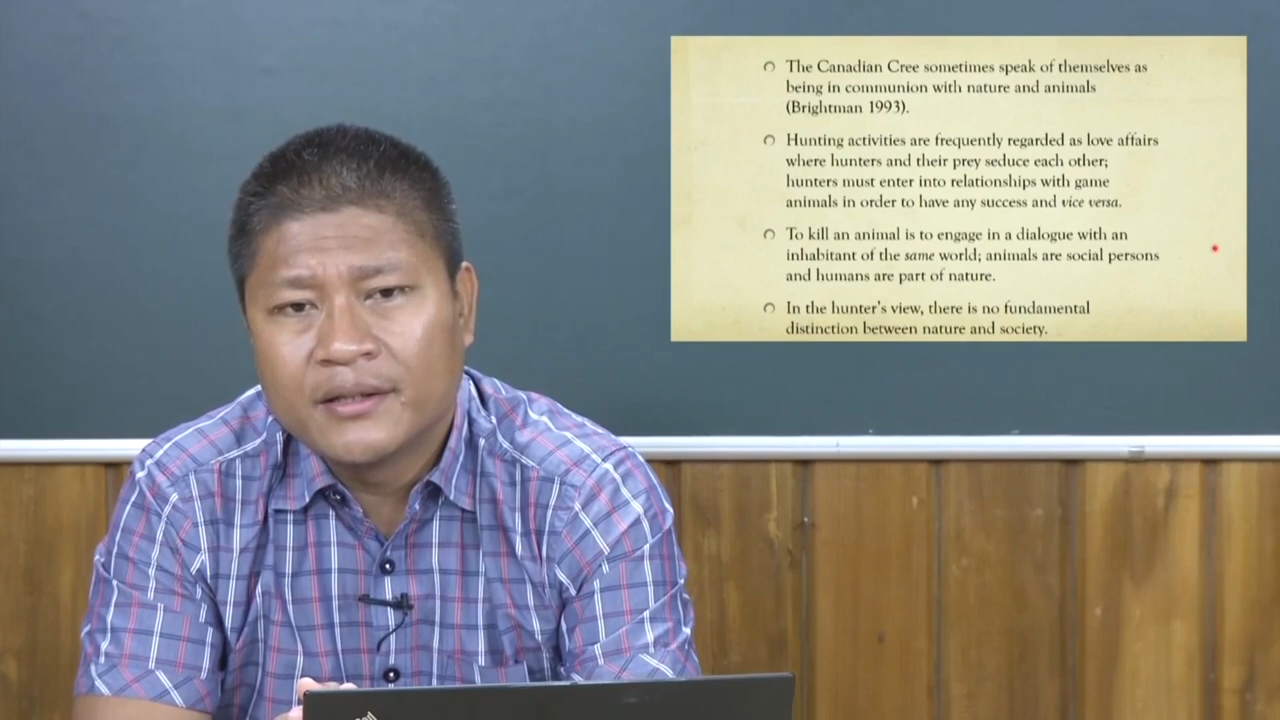 The Canadian Cree sometimes speak of themselves as
being in communion with nature and animals
(Brightman 1993).
Hunting activities are frequently regarded as love affairs
where hunters and their prey seduce each other;
hunters must enter into relationships with game
animals in order to have any success and vice versa.
To kill an animal is to engage in a dialogue with an
inhabitant of the same world; animals are social persons
and humans are part of nature.
In the hunter's view, there is no fundamental
distinction between nature and society.